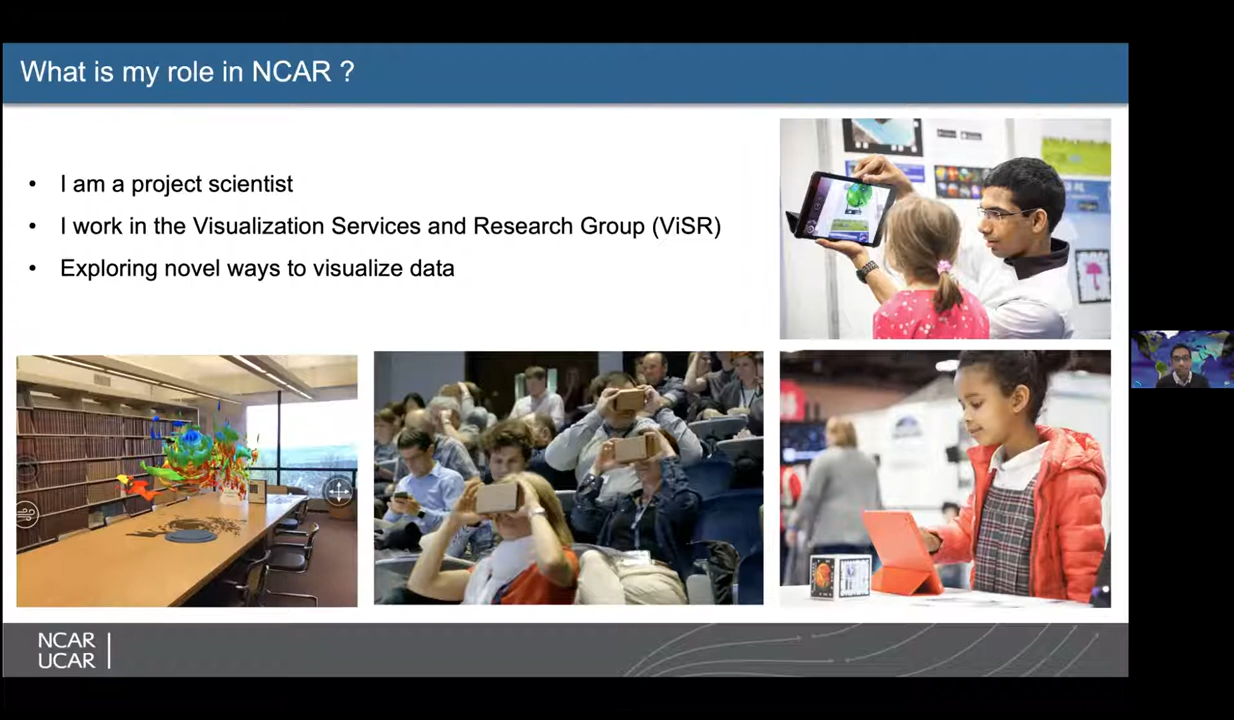 What is my role in NCAR ?
• I am a project scientist
• I work in the Visualization Services and Research Group (ViSR)
• Exploring novel ways to visualize data
NCAR
UCAR